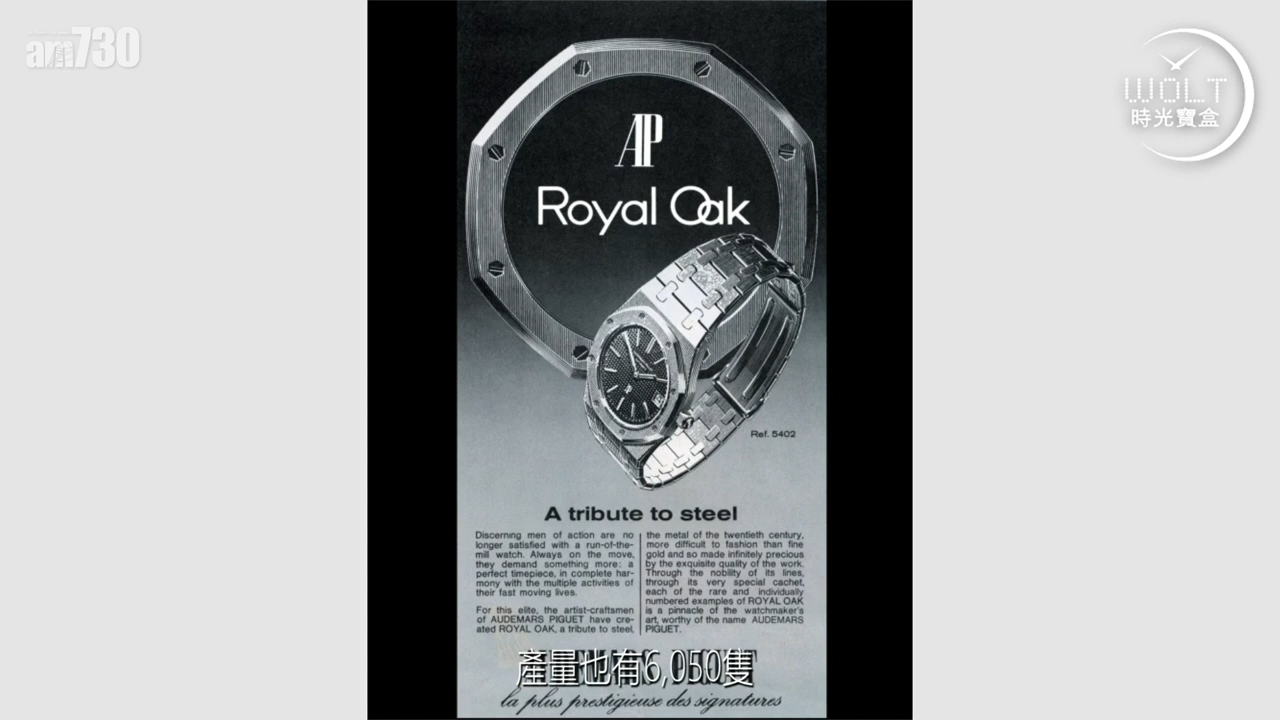 am730
WOLT
時光寶盒
AP
Royal Oak
Ref. 5402
A tribute to steel
Discerning men of action are no
longer satisfied with a run-of-the-
mill watch. Always on the move,
they demand something more: a
perfect timepiece, in complete har-
mony with the multiple activities of
their fast moving lives.
For this elite, the artist-craftsmen
of AUDEMARS PIGUET have cre-
ated ROYAL OAK, a tribute to steel,
the metal of the twentieth century,
more difficult to fashion than fine
gold and so made infinitely precious
by the exquisite quality of the work.
Through the nobility of its lines,
through its very special cachet,
each of the rare and individually
numbered examples of ROYAL OAK
is a pinnacle of the watchmaker's
art, worthy of the name AUDEMARS
PIGUET.
產量也有6,050隻
la plus prestigieuse des signatures